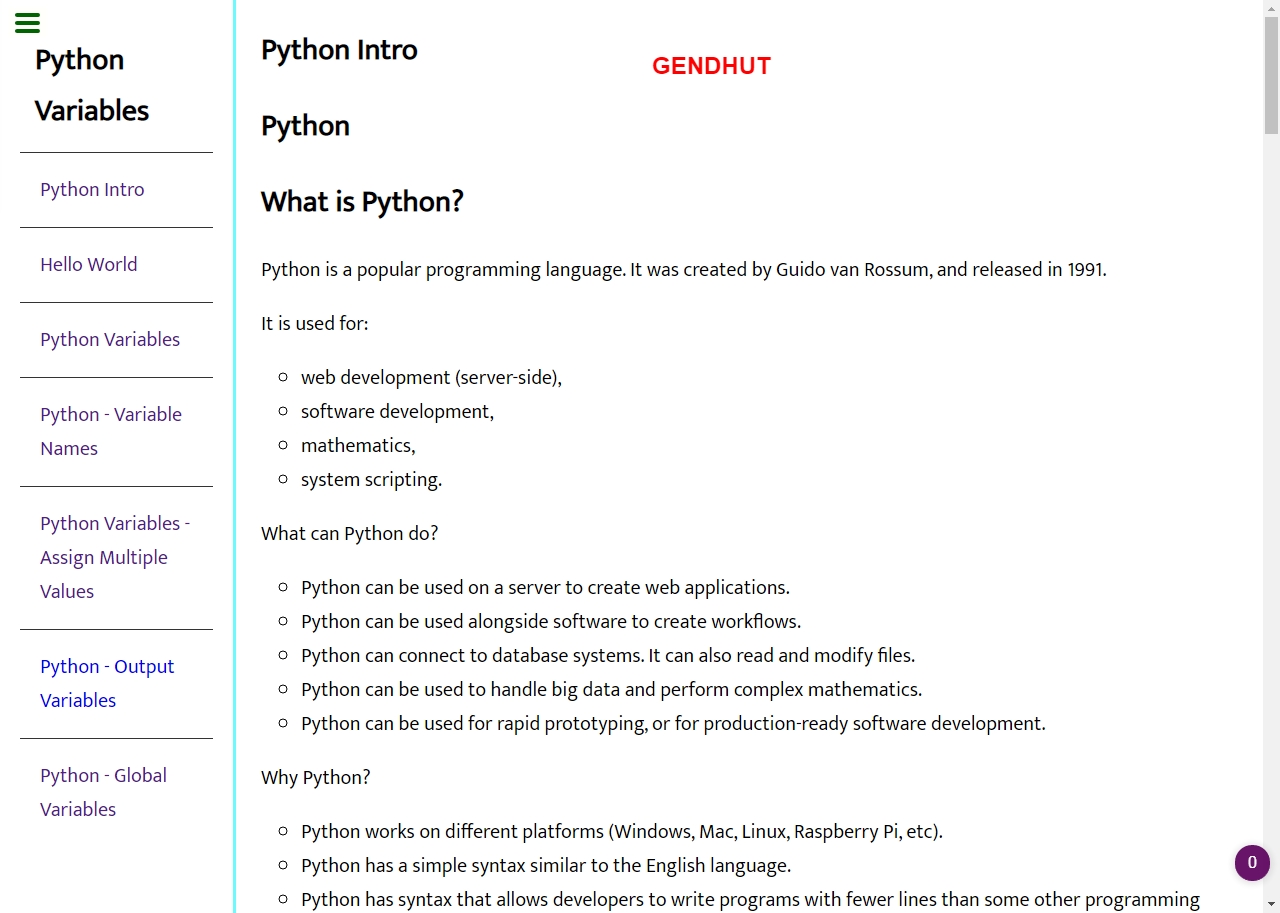 Python
Variables
Python Intro
Hello World
Python Variables
Python - Variable
Names
Python Variables -
Assign Multiple
Values
Python - Output
Variables
Python - Global
Variables
Python Intro
GENDHUT
Python
What is Python?
Python is a popular programming language. It was created by Guido van Rossum, and released in 1991.
It is used for:
web development (server-side),
software development,
mathematics,
system scripting.
What can Python do?
Python can be used on a server to create web applications.
Python can be used alongside software to create workflows.
Python can connect to database systems. It can also read and modify files.
Python can be used to handle big data and perform complex mathematics.
Python can be used for rapid prototyping, or for production-ready software development.
Why Python?
Python works on different platforms (Windows, Mac, Linux, Raspberry Pi, etc).
Python has a simple syntax similar to the English language.
Python has syntax that allows developers to write programs with fewer lines than some other programming
0